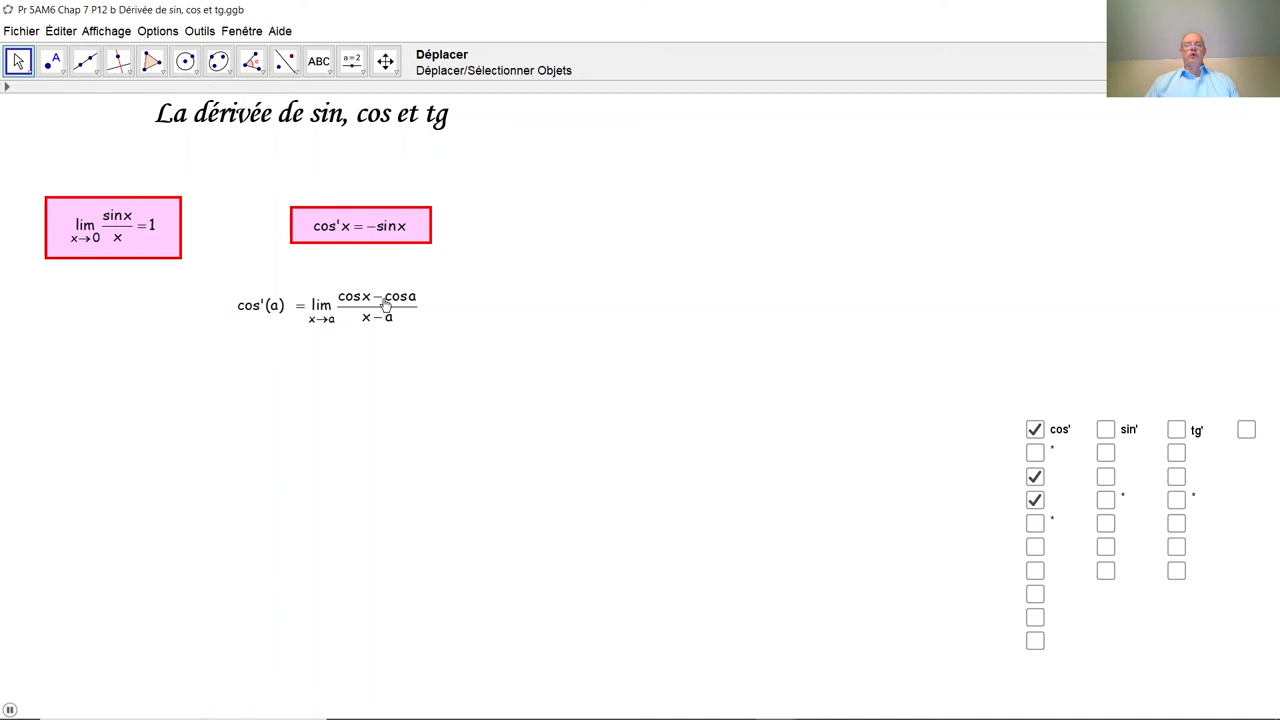 Pr 5AM6 Chap 7 P12 b Dérivée de sin, cos et tg.ggb
Fichier Éditer Affichage Options Outils Fenêtre Aide
A
ABC
a=2
Déplacer
Déplacer/Sélectionner Objets
La dérivée de sin, cos et tg
lim x→0 sinx/x = 1
cos'x = −sinx
cos'(a) = lim x→a (cosx − cosa)/(x − a)
cos' sin' tg'
*
* *
*